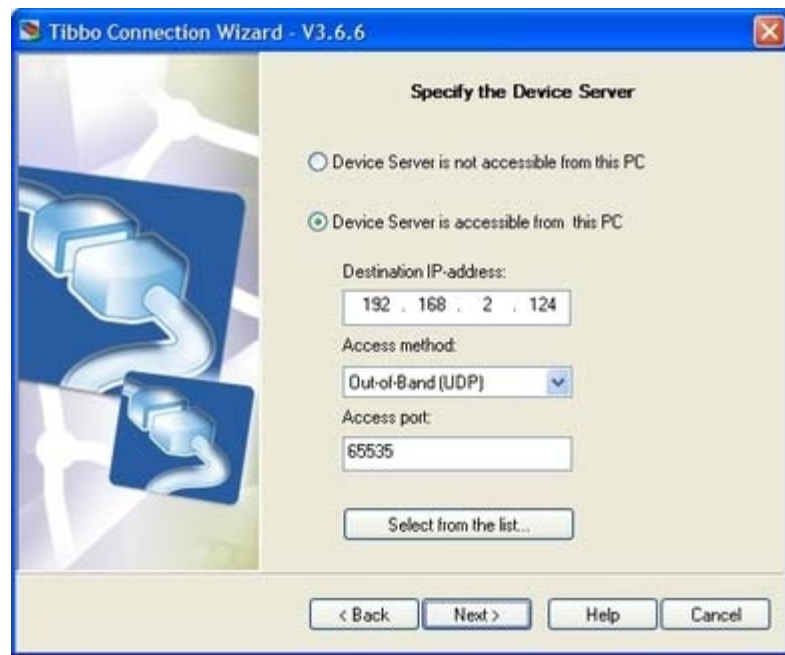 Tibbo Connection Wizard - V3.6.6
Specify the Device Server
Device Server is not accessible from this PC
Device Server is accessible from this PC
Destination IP-address:
192 . 168 . 2 . 124
Access method:
Out-of-Band (UDP)
Access port:
65535
Select from the list...
< Back Next > Help Cancel